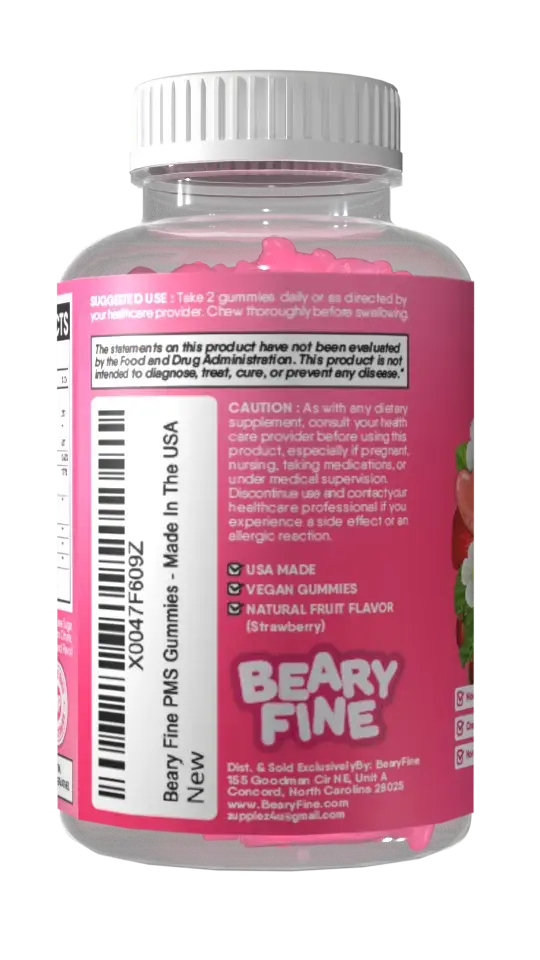 SUGGESTED USE : Take 2 gummies daily or as directed by
your healthcare provider. Chew thoroughly before swallowing.
The statements on this product have not been evaluated
by the Food and Drug Administration. This product is not
intended to diagnose, treat, cure, or prevent any disease.*
X0047F609Z
Beary Fine PMS Gummies - Made In The USA
New
CAUTION : As with any dietary
supplement, consult your health
care provider before using this
product, especially if pregnant,
nursing, taking medications, or
under medical supervision.
Discontinue use and contact your
healthcare professional if you
experience a side effect or an
allergic reaction.
USA MADE
VEGAN GUMMIES
NATURAL FRUIT FLAVOR
(Strawberry)
BEARY
FINE
Dist. & Sold Exclusively By: BearyFine
155 Goodman Cir NE, Unit A
Concord, North Carolina 28025
www.BearyFine.com
zupplez4u@gmail.com